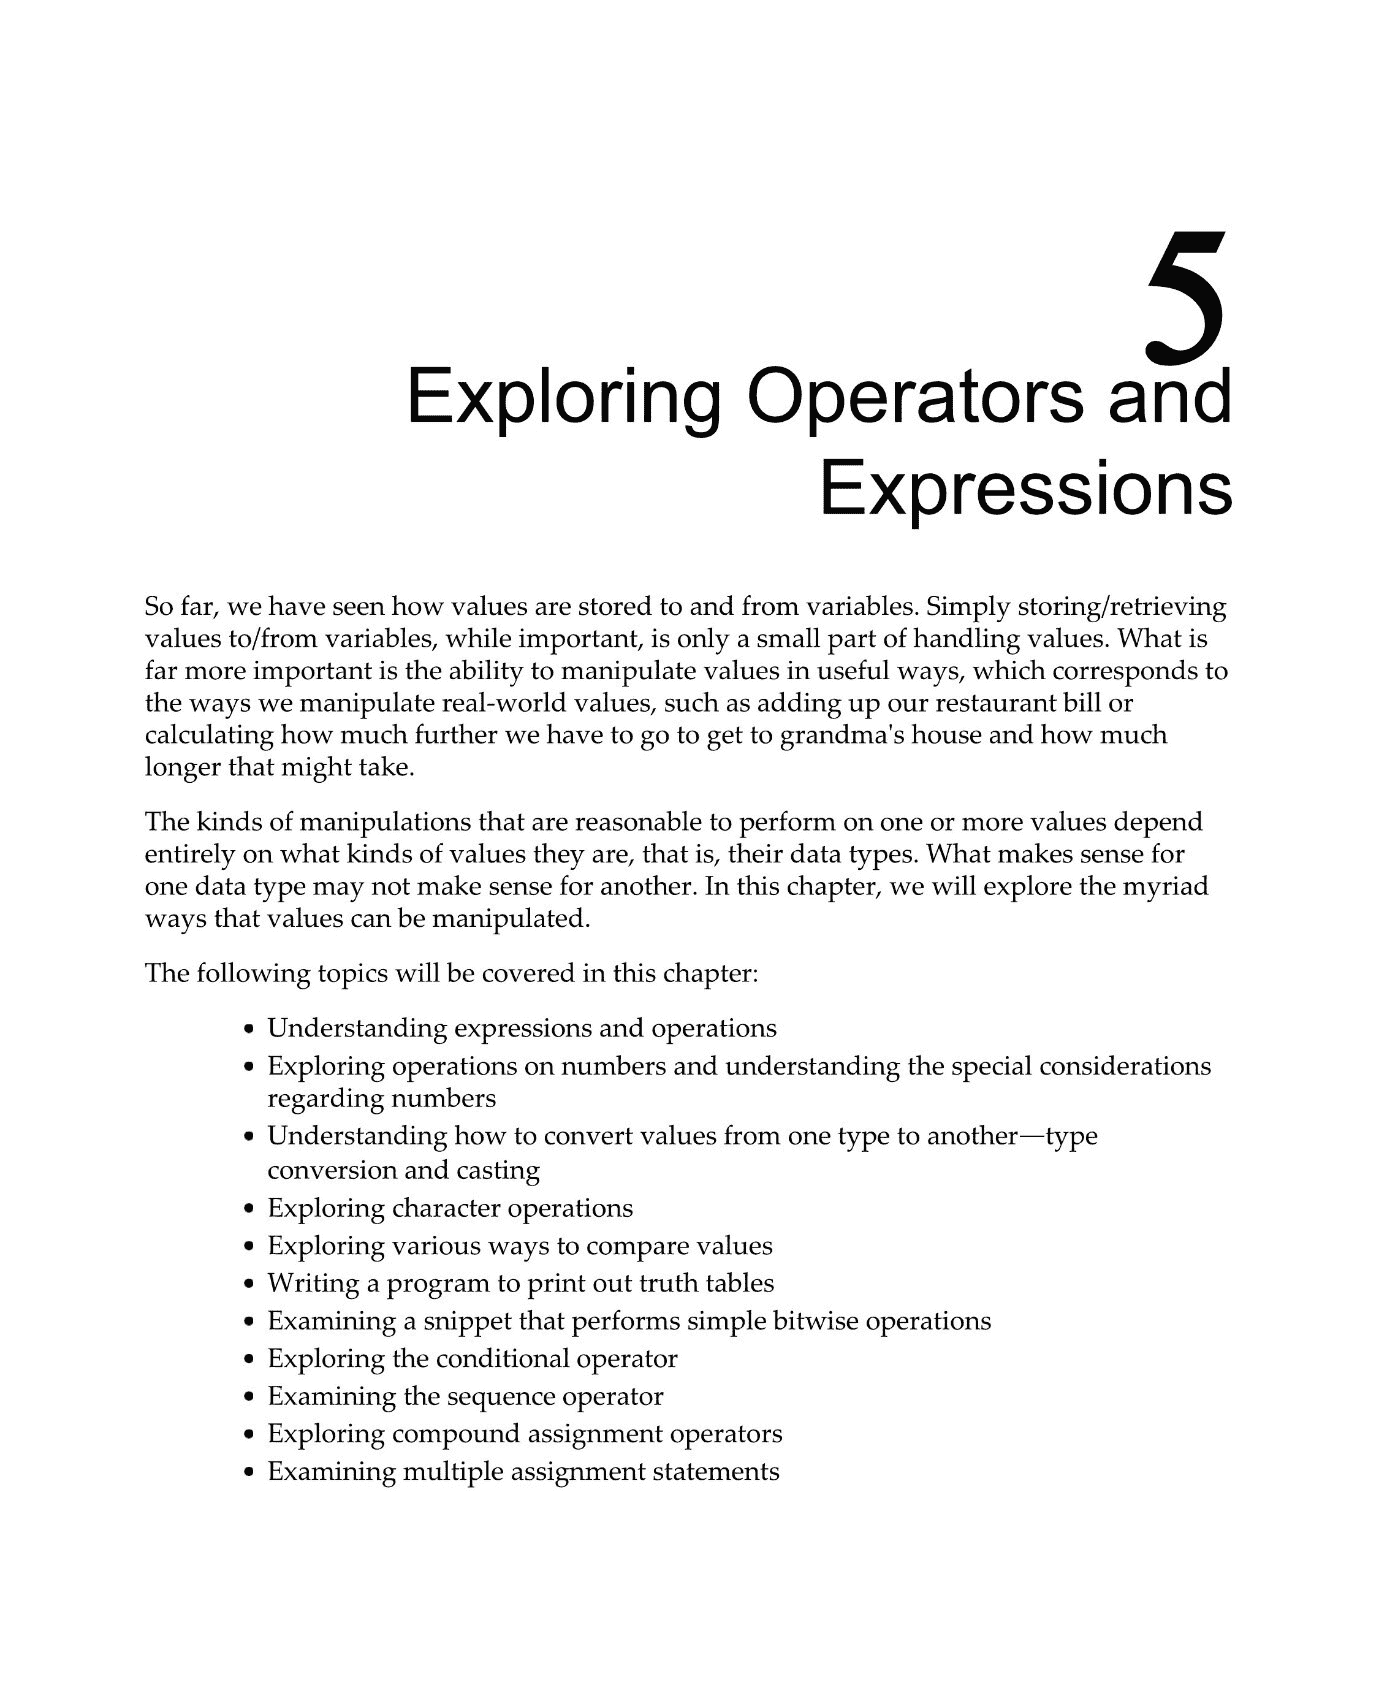 5
Exploring Operators and
Expressions
So far, we have seen how values are stored to and from variables. Simply storing/retrieving
values to/from variables, while important, is only a small part of handling values. What is
far more important is the ability to manipulate values in useful ways, which corresponds to
the ways we manipulate real-world values, such as adding up our restaurant bill or
calculating how much further we have to go to get to grandma's house and how much
longer that might take.
The kinds of manipulations that are reasonable to perform on one or more values depend
entirely on what kinds of values they are, that is, their data types. What makes sense for
one data type may not make sense for another. In this chapter, we will explore the myriad
ways that values can be manipulated.
The following topics will be covered in this chapter:
• Understanding expressions and operations
• Exploring operations on numbers and understanding the special considerations
regarding numbers
• Understanding how to convert values from one type to another—type
conversion and casting
• Exploring character operations
• Exploring various ways to compare values
• Writing a program to print out truth tables
• Examining a snippet that performs simple bitwise operations
• Exploring the conditional operator
• Examining the sequence operator
• Exploring compound assignment operators
• Examining multiple assignment statements